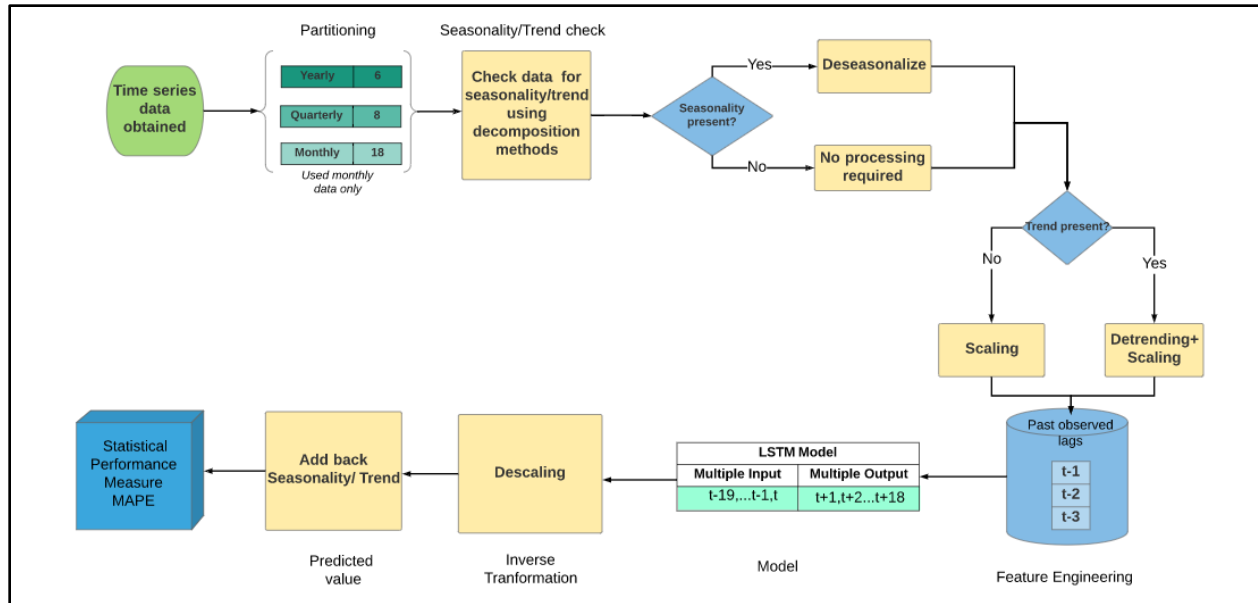 Partitioning
Seasonality/Trend check
Time series
data
obtained
Yearly 6
Quarterly 8
Monthly 18
Used monthly
data only
Check data for
seasonality/trend
using
decomposition
methods
Seasonality
present?
Yes
Deseasonalize
No
No processing
required
Trend present?
No
Yes
Scaling
Detrending+
Scaling
Past observed
lags
t-1
t-2
t-3
Feature Engineering
LSTM Model
Multiple Input Multiple Output
t-19,...t-1,t t+1,t+2...t+18
Model
Descaling
Inverse
Tranformation
Add back
Seasonality/ Trend
Predicted
value
Statistical
Performance
Measure
MAPE